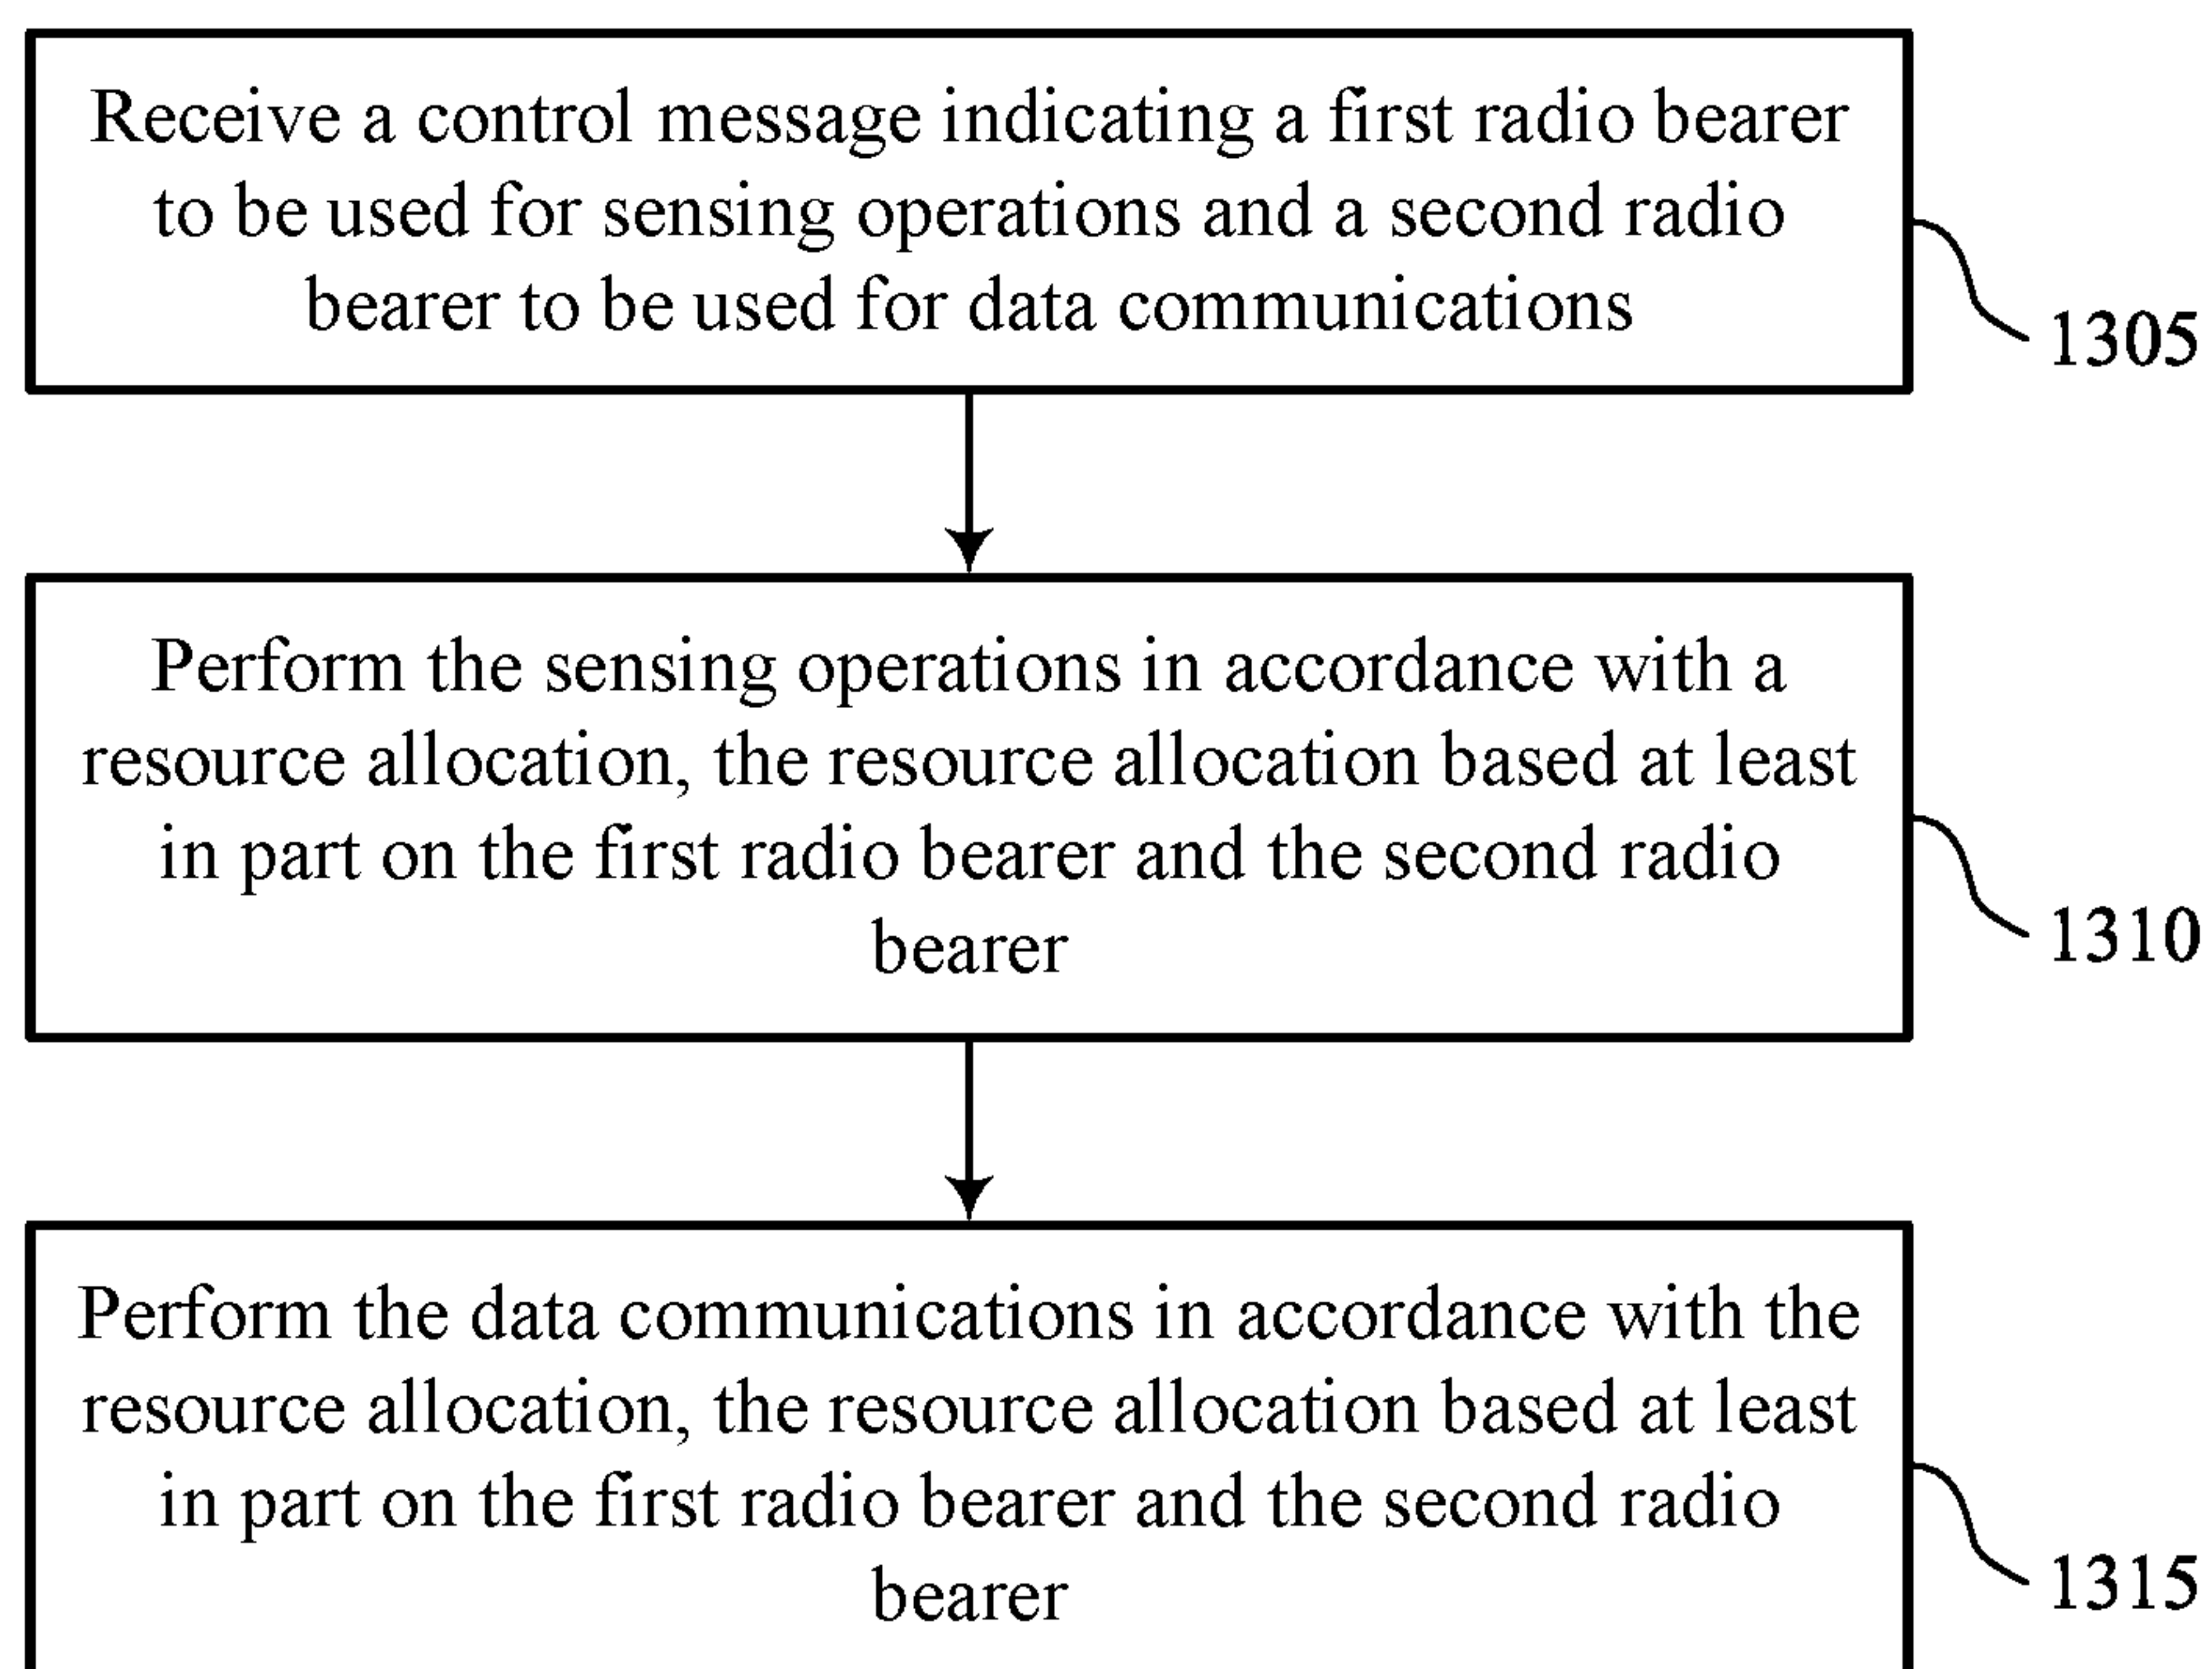 Receive a control message indicating a first radio bearer
to be used for sensing operations and a second radio
bearer to be used for data communications
1305
Perform the sensing operations in accordance with a
resource allocation, the resource allocation based at least
in part on the first radio bearer and the second radio
bearer
1310
Perform the data communications in accordance with the
resource allocation, the resource allocation based at least
in part on the first radio bearer and the second radio
bearer
1315